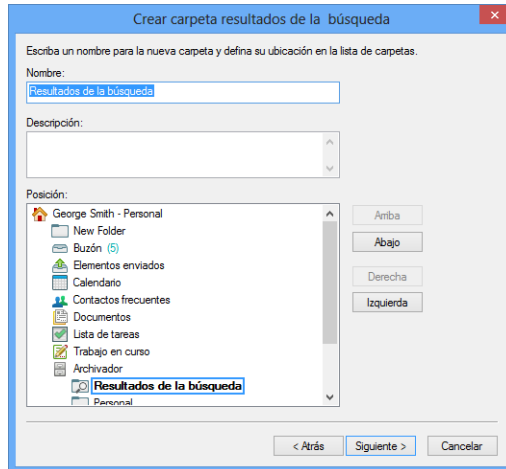 Crear carpeta resultados de la búsqueda
Escriba un nombre para la nueva carpeta y defina su ubicación en la lista de carpetas.
Nombre:
Resultados de la búsqueda
Descripción:
Posición:
George Smith - Personal
New Folder
Buzón (5)
Elementos enviados
Calendario
Contactos frecuentes
Documentos
Lista de tareas
Trabajo en curso
Archivador
Resultados de la búsqueda
Personal
Arriba
Abajo
Derecha
Izquierda
< Atrás
Siguiente >
Cancelar